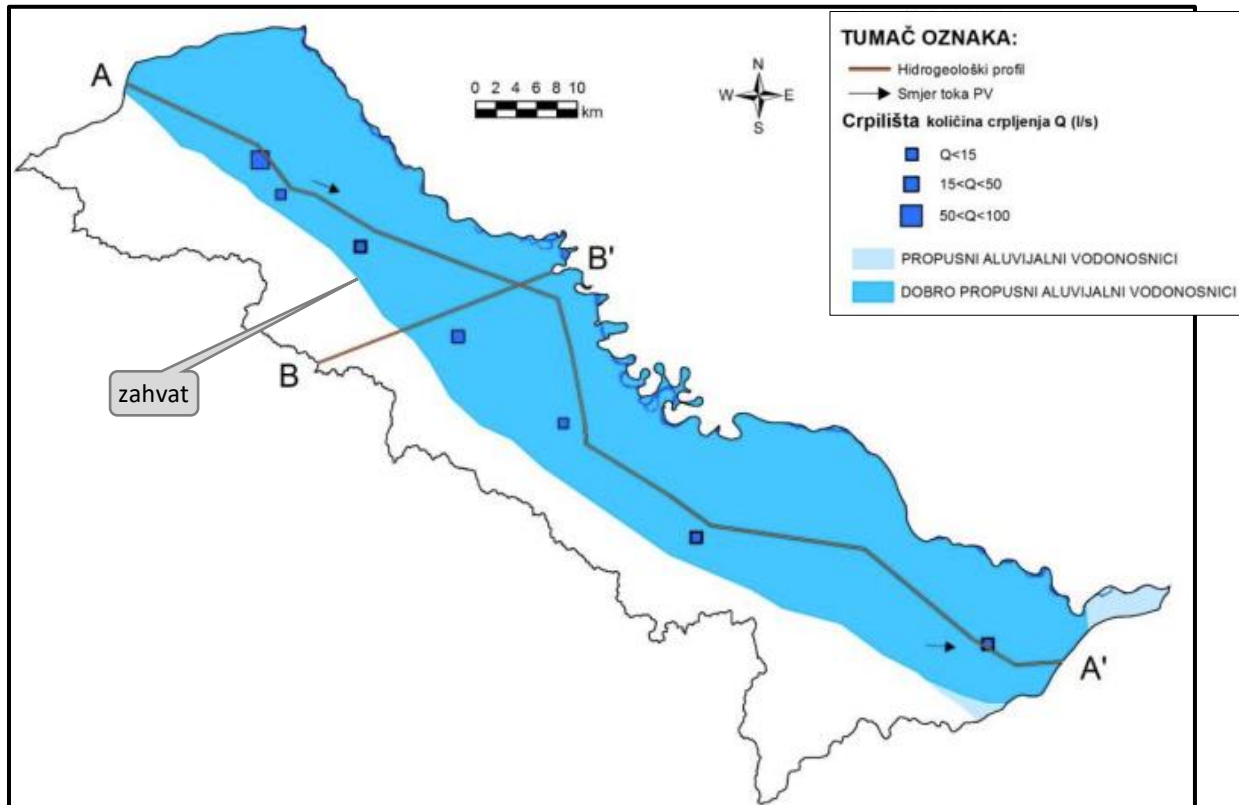 A
0 2 4 6 8 10
km
N
W E
S
TUMAČ OZNAKA:
Hidrogeološki profil
Smjer toka PV
Crpilišta količina crpljenja Q (l/s)
Q<15
15<Q<50
50<Q<100
PROPUSNI ALUVIJALNI VODONOSNICI
DOBRO PROPUSNI ALUVIJALNI VODONOSNICI
B'
B
zahvat
A'